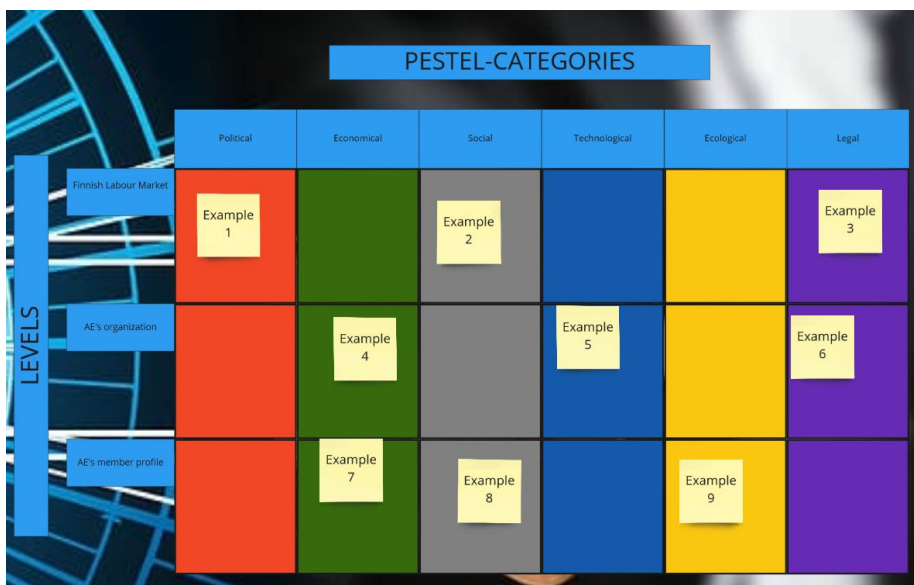 PESTEL-CATEGORIES
Political
Economical
Social
Technological
Ecological
Legal
LEVELS
Finnish Labour Market
Example
1
Example
2
Example
3
AE's organization
Example
4
Example
5
Example
6
AE's member profile
Example
7
Example
8
Example
9